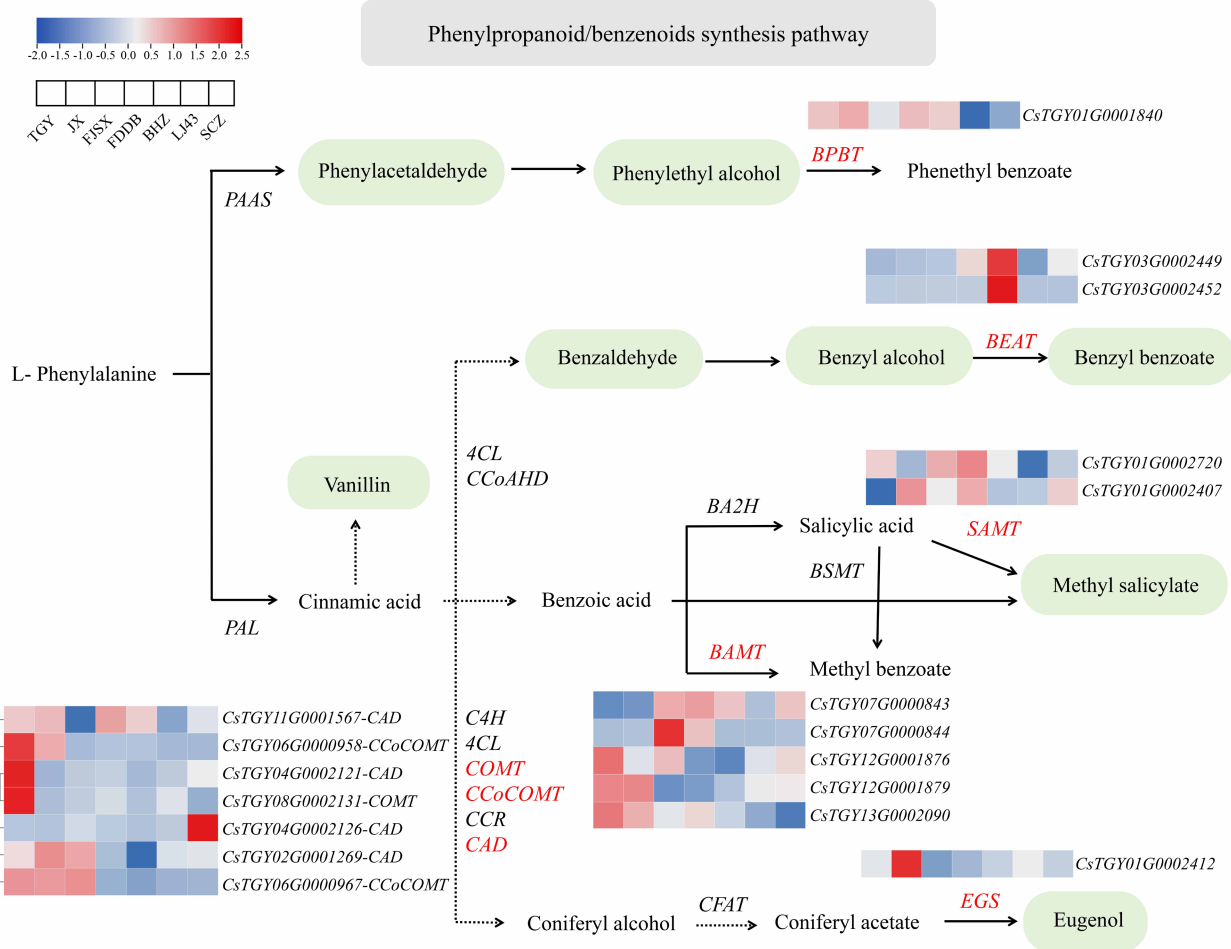 Phenylpropanoid/benzenoids synthesis pathway
-2.0 -1.5 -1.0 -0.5 0.0 0.5 1.0 1.5 2.0 2.5
TGY JX FJSX FDDB BHZ LJ43 SCZ
CsTGY01G0001840
PAAS
Phenylacetaldehyde
Phenylethyl alcohol
BPBT
Phenethyl benzoate
CsTGY03G0002449
CsTGY03G0002452
L- Phenylalanine
Benzaldehyde
Benzyl alcohol
BEAT
Benzyl benzoate
4CL
CCoAHD
Vanillin
CsTGY01G0002720
CsTGY01G0002407
BA2H
Salicylic acid
SAMT
BSMT
Methyl salicylate
PAL
Cinnamic acid
Benzoic acid
BAMT
Methyl benzoate
CsTGY07G0000843
CsTGY07G0000844
CsTGY12G0001876
CsTGY12G0001879
CsTGY13G0002090
CsTGY11G0001567-CAD
CsTGY06G0000958-CCoCOMT
CsTGY04G0002121-CAD
CsTGY08G0002131-COMT
CsTGY04G0002126-CAD
CsTGY02G0001269-CAD
CsTGY06G0000967-CCoCOMT
C4H
4CL
COMT
CCoCOMT
CCR
CAD
CsTGY01G0002412
Coniferyl alcohol
CFAT
Coniferyl acetate
EGS
Eugenol